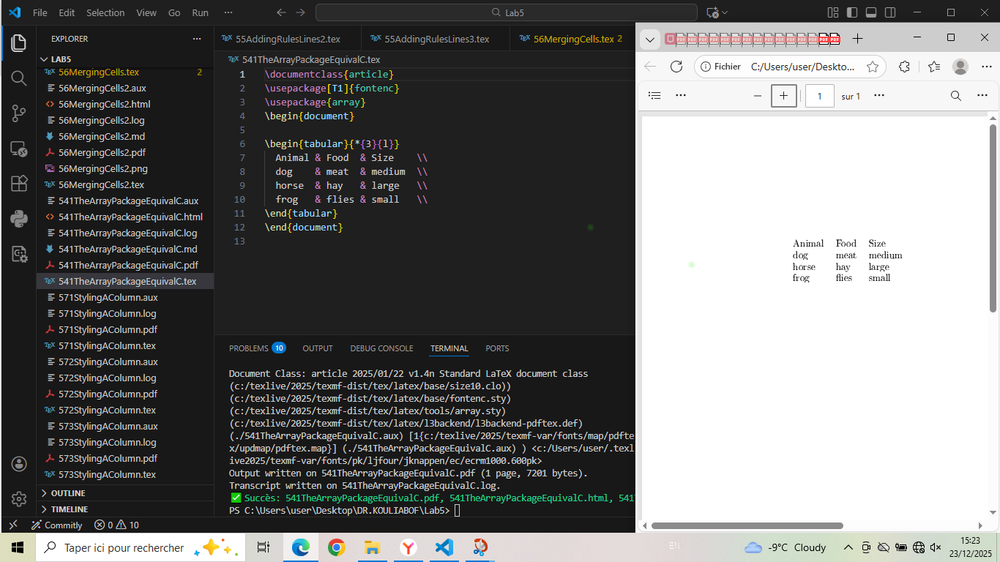 File Edit Selection View Go Run ··· Lab5
EXPLORER ···
LAB5
56MergingCells.tex 2
56MergingCells2.aux
56MergingCells2.html
56MergingCells2.log
56MergingCells2.md
56MergingCells2.pdf
56MergingCells2.png
56MergingCells2.tex
541TheArrayPackageEquivalC.aux
541TheArrayPackageEquivalC.html
541TheArrayPackageEquivalC.log
541TheArrayPackageEquivalC.md
541TheArrayPackageEquivalC.pdf
541TheArrayPackageEquivalC.tex
571StylingAColumn.aux
571StylingAColumn.log
571StylingAColumn.pdf
571StylingAColumn.tex
572StylingAColumn.aux
572StylingAColumn.log
572StylingAColumn.pdf
572StylingAColumn.tex
573StylingAColumn.aux
573StylingAColumn.log
573StylingAColumn.pdf
573StylingAColumn.tex
OUTLINE
TIMELINE
55AddingRulesLines2.tex 55AddingRulesLines3.tex 56MergingCells.tex 2
541TheArrayPackageEquivalC.tex
1 \documentclass{article}
2 \usepackage[T1]{fontenc}
3 \usepackage{array}
4 \begin{document}
5
6 \begin{tabular}{*{3}{l}}
7 Animal & Food & Size \\
8 dog & meat & medium \\
9 horse & hay & large \\
10 frog & flies & small \\
11 \end{tabular}
12 \end{document}
13
PROBLEMS 10 OUTPUT DEBUG CONSOLE TERMINAL PORTS
Document Class: article 2025/01/22 v1.4n Standard LaTeX document class
(c:/texlive/2025/texmf-dist/tex/latex/base/size10.clo))
(c:/texlive/2025/texmf-dist/tex/latex/base/fontenc.sty)
(c:/texlive/2025/texmf-dist/tex/latex/tools/array.sty)
(c:/texlive/2025/texmf-dist/tex/latex/l3backend/l3backend-pdftex.def)
(./541TheArrayPackageEquivalC.aux) [1{c:/texlive/2025/texmf-var/fonts/map/pdfte
x/updmap/pdftex.map}] (./541TheArrayPackageEquivalC.aux) ) <c:/Users/user/.texl
ive2025/texmf-var/fonts/pk/ljfour/jknappen/ec/ecrm1000.600pk>
Output written on 541TheArrayPackageEquivalC.pdf (1 page, 7201 bytes).
Transcript written on 541TheArrayPackageEquivalC.log.
✅ Succès: 541TheArrayPackageEquivalC.pdf, 541TheArrayPackageEquivalC.html, 541
PS C:\Users\user\Desktop\DR.KOULIABOF\Lab5>
Commitly 0 10
Fichier C:/Users/user/Deskto...
1 sur 1
Animal Food Size
dog meat medium
horse hay large
frog flies small
Taper ici pour rechercher
EN
-9°C Cloudy
15:23
23/12/2025